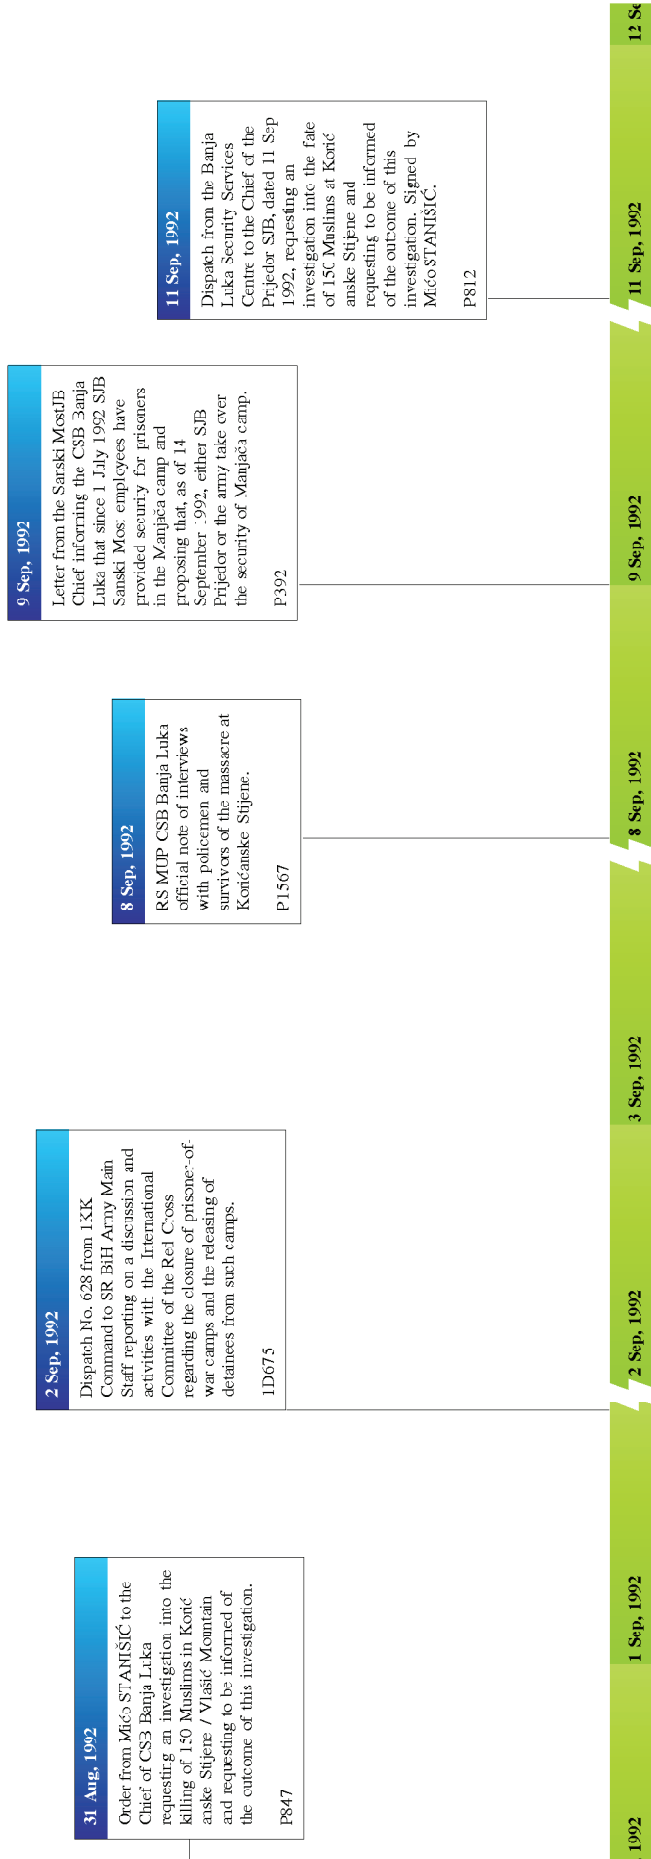 31 Aug, 1992
Order from Mićo STANIŠIĆ to the
Chief of CSB Banja Luka
requesting an investigation into the
killing of 150 Muslims in Korić
anske Stijene / Vlašić Mountain
and requesting to be informed of
the outcome of this investigation.
P847
2 Sep, 1992
Dispatch No. 628 from 1KK
Command to SR BiH Army Main
Staff reporting on a discussion and
activities with the International
Committee of the Red Cross
regarding the closure of prisoner-of-
war camps and the releasing of
detainees from such camps.
1D675
8 Sep, 1992
RS MUP CSB Banja Luka
official note of interviews
with policemen and
survivors of the massacre at
Korićanske Stijene.
P1567
9 Sep, 1992
Letter from the Sanski MostJB
Chief informing the CSB Banja
Luka that since 1 July 1992 SJB
Sanski Most employees have
provided security for prisoners
in the Manjača camp and
proposing that, as of 14
September 1992, either SJB
Prijedor or the army take over
the security of Manjača camp.
P392
11 Sep, 1992
Dispatch from the Banja
Luka Security Services
Centre to the Chief of the
Prijedor SJB, dated 11 Sep
1992, requesting an
investigation into the fate
of 150 Muslims at Korić
anske Stijene and
requesting to be informed
of the outcome of this
investigation. Signed by
Mićo STANIŠIĆ.
P812
, 1992
1 Sep, 1992
2 Sep, 1992
3 Sep, 1992
8 Sep, 1992
9 Sep, 1992
11 Sep, 1992
12 Se